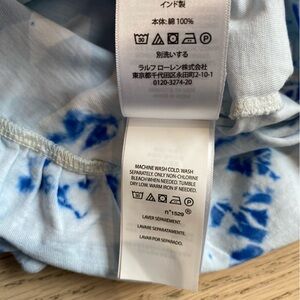 インド製
本体:綿 100%
別洗いする
ラルフ ローレン株式会社
東京都千代田区永田町2-10-1
0120-3274-20
MACHINE WASH COLD. WASH
SEPARATELY. ONLY NON-CHLORINE
BLEACH WHEN NEEDED. TUMBLE
DRY LOW. WARM IRON IF NEEDED.
n°1529
LAVER SEPAREMENT.
LAVARE SEPARATAMENTE.
LAVAR POR SEPARADO.